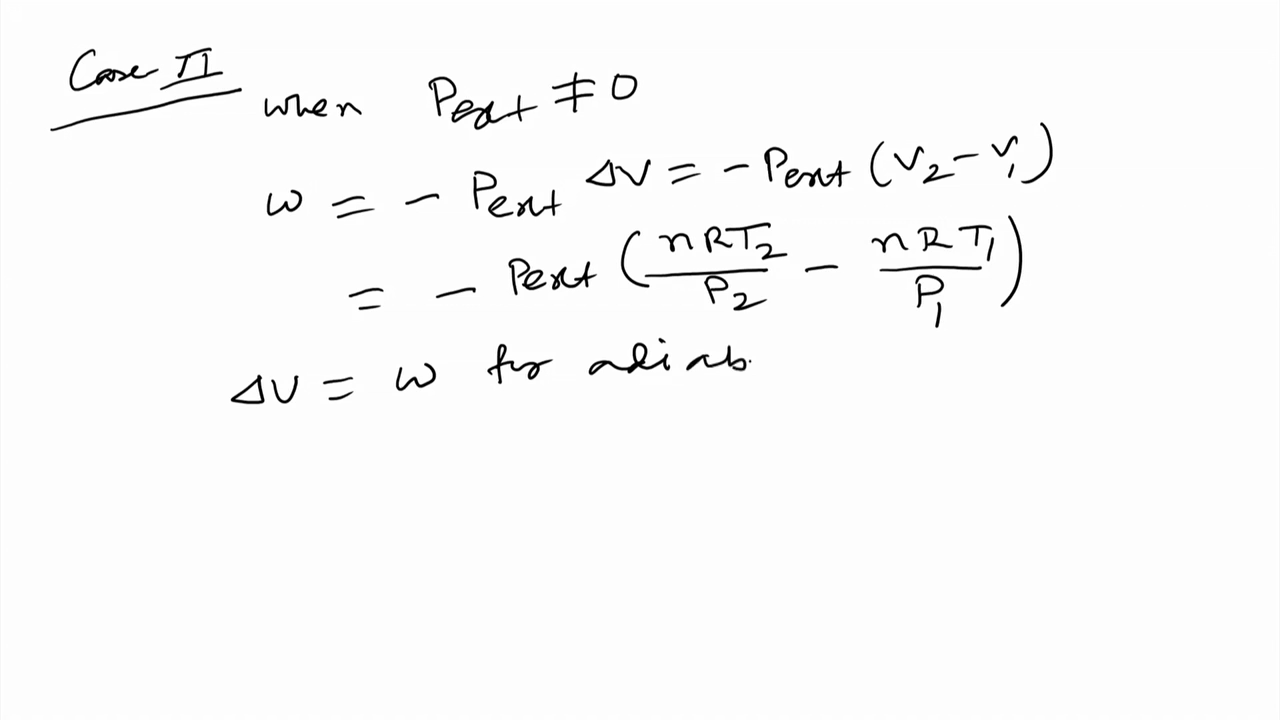 Case II
when Pext ≠ 0
w = - Pext ΔV = - Pext (V2 - V1)
= - Pext (nRT2/P2 - nRT1/P1)
ΔU = w for adiab.